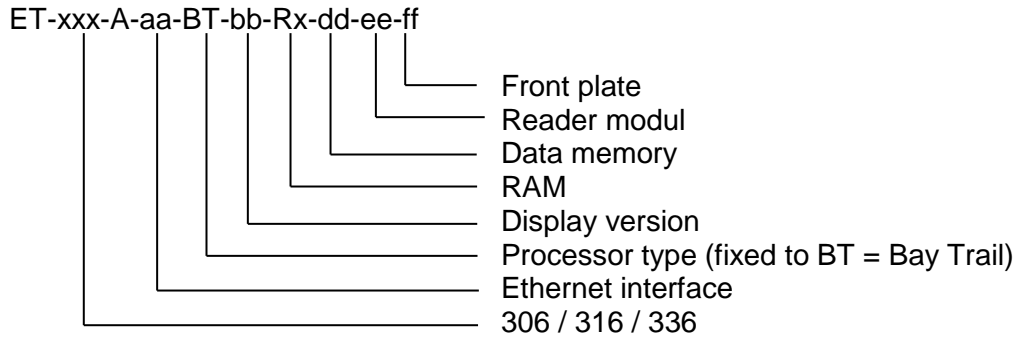 ET-xxx-A-aa-BT-bb-Rx-dd-ee-ff
Front plate
Reader modul
Data memory
RAM
Display version
Processor type (fixed to BT = Bay Trail)
Ethernet interface
306 / 316 / 336